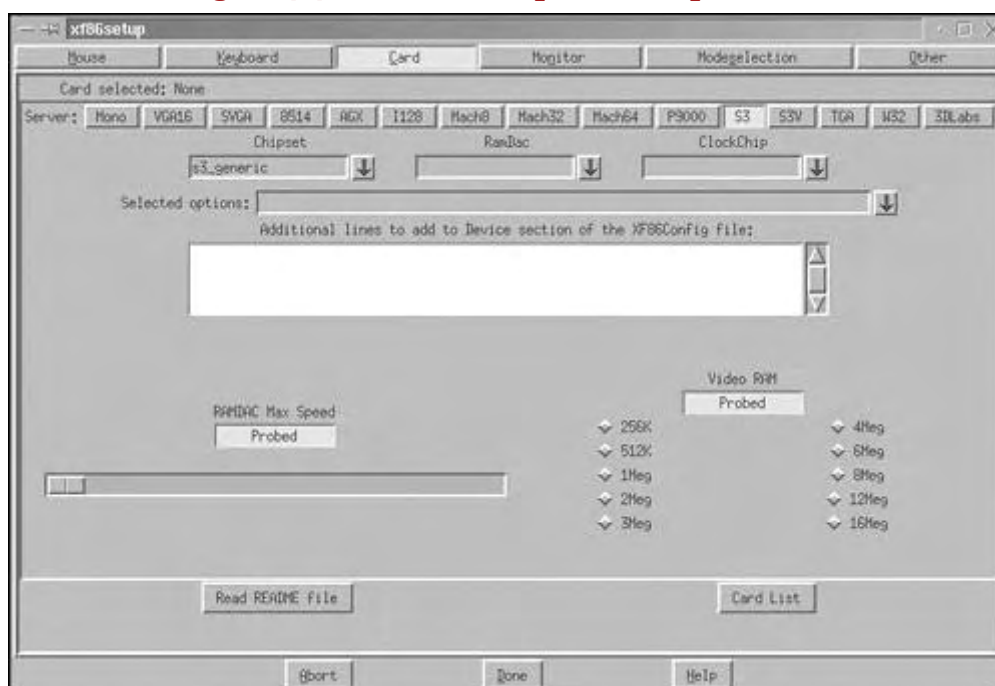 xf86setup
Mouse Keyboard Card Monitor Modeselection Other
Card selected: None
Server: Mono VGA16 SVGA 8514 AGX I128 Mach8 Mach32 Mach64 P9000 S3 S3V TGA W32 3DLabs
Chipset RamDac ClockChip
s3_generic
Selected options:
Additional lines to add to Device section of the XF86Config file:
Video RAM
Probed
RAMDAC Max Speed
Probed
256K 4Meg
512K 6Meg
1Meg 8Meg
2Meg 12Meg
3Meg 16Meg
Read README file Card List
Abort Done Help